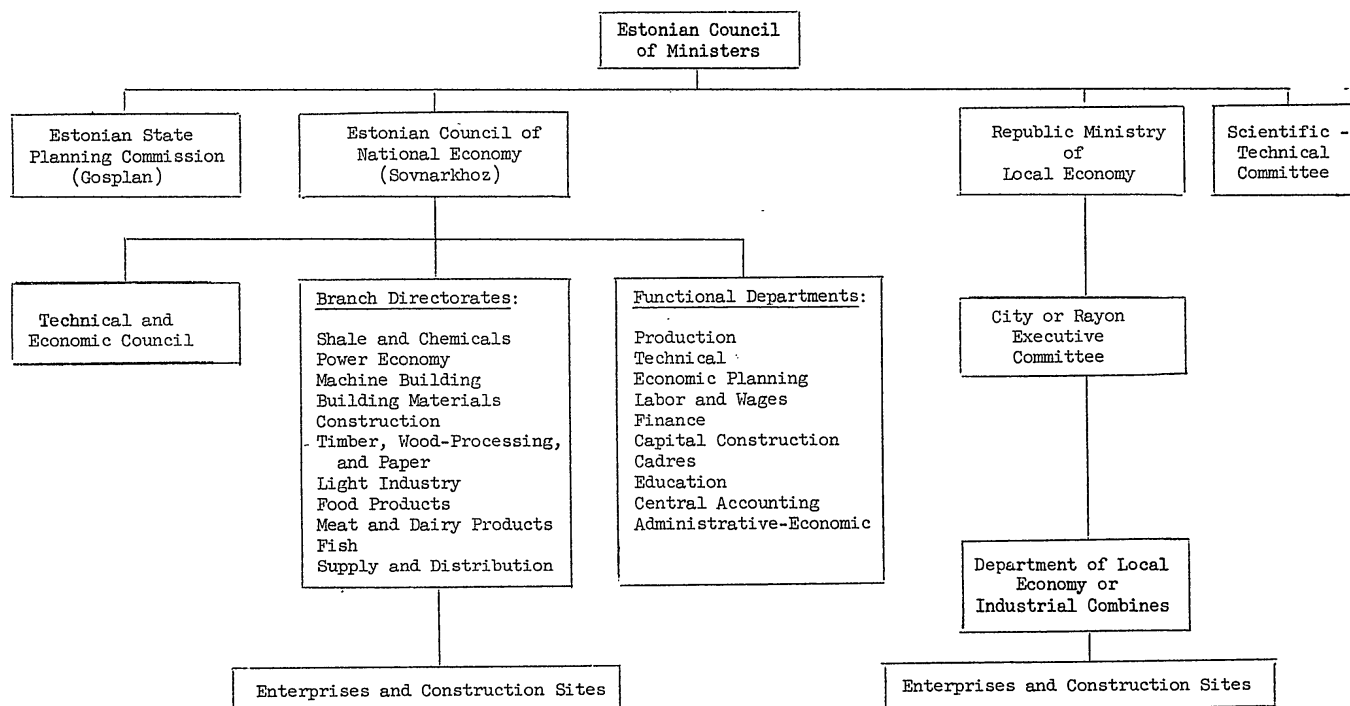 Estonian Council
of Ministers
Estonian State
Planning Commission
(Gosplan)
Estonian Council of
National Economy
(Sovnarkhoz)
Republic Ministry
of
Local Economy
Scientific -
Technical
Committee
Technical and
Economic Council
Branch Directorates:
Shale and Chemicals
Power Economy
Machine Building
Building Materials
Construction
Timber, Wood-Processing,
and Paper
Light Industry
Food Products
Meat and Dairy Products
Fish
Supply and Distribution
Functional Departments:
Production
Technical
Economic Planning
Labor and Wages
Finance
Capital Construction
Cadres
Education
Central Accounting
Administrative-Economic
City or Rayon
Executive
Committee
Department of Local
Economy or
Industrial Combines
Enterprises and Construction Sites
Enterprises and Construction Sites